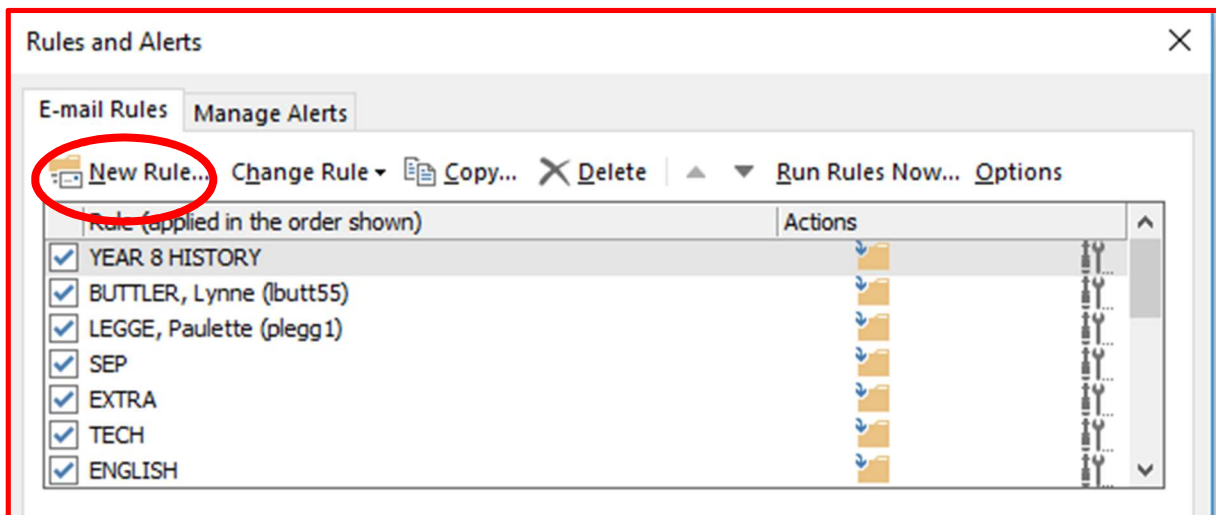 Rules and Alerts
E-mail Rules Manage Alerts
New Rule... Change Rule Copy... Delete Run Rules Now... Options
Rule (applied in the order shown) Actions
YEAR 8 HISTORY
BUTTLER, Lynne (lbutt55)
LEGGE, Paulette (plegg1)
SEP
EXTRA
TECH
ENGLISH